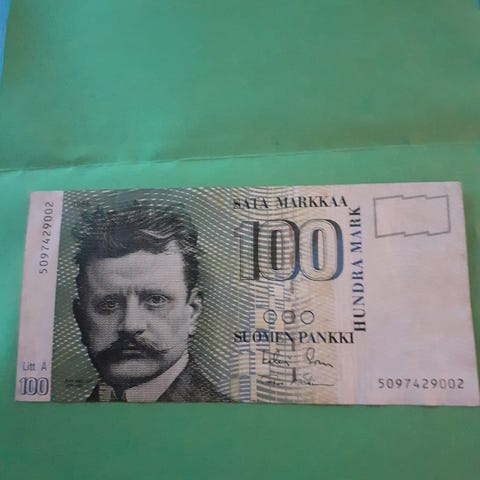 5097429002
SATA MARKKAA
100
HUNDRA MARK
SUOMEN PANKKI
Litt A
100
5097429002